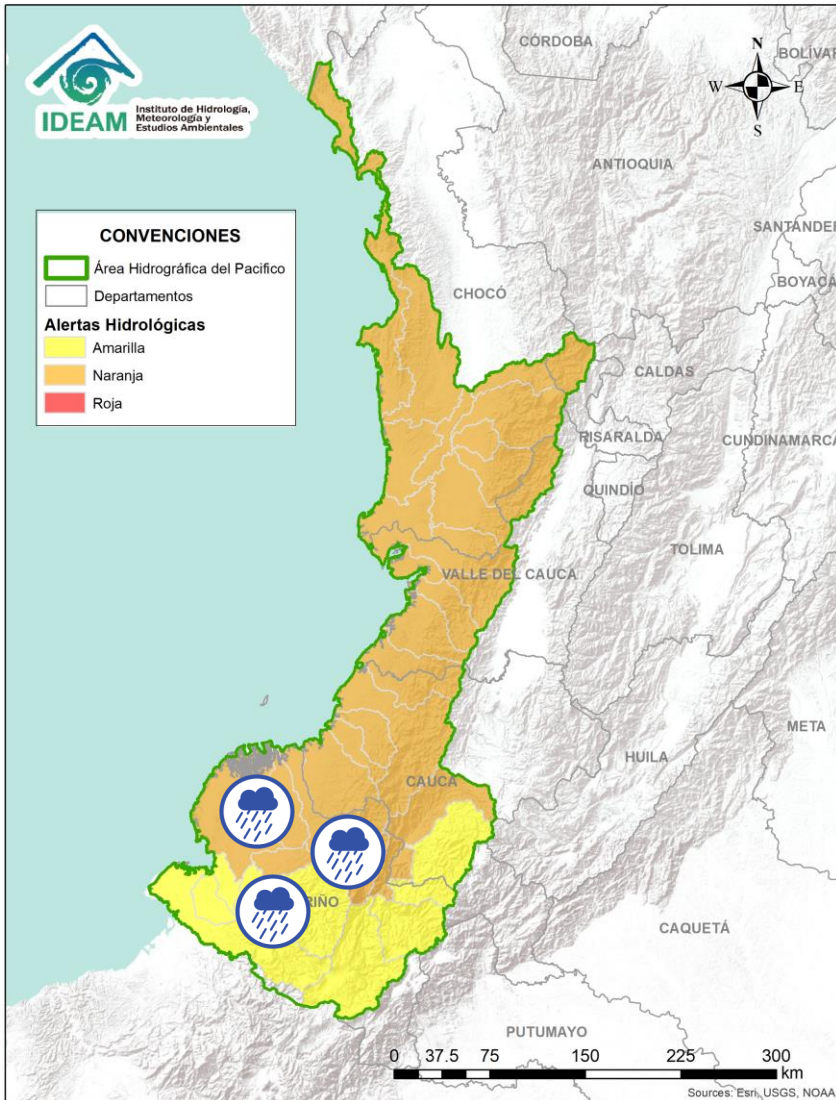 IDEAM
Instituto de Hidrología,
Meteorología y
Estudios Ambientales
N
W
E
S
CONVENCIONES
Área Hidrográfica del Pacifico
Departamentos
Alertas Hidrológicas
Amarilla
Naranja
Roja
CÓRDOBA
BOLÍVAR
ANTIOQUIA
SANTANDER
BOYACÁ
CHOCÓ
CALDAS
RISARALDA
CUNDINAMARCA
QUINDÍO
TOLIMA
VALLE DEL CAUCA
META
HUILA
CAUCA
RIÑO
CAQUETÁ
PUTUMAYO
0 37.5 75 150 225 300
km
Sources: Esri, USGS, NOAA